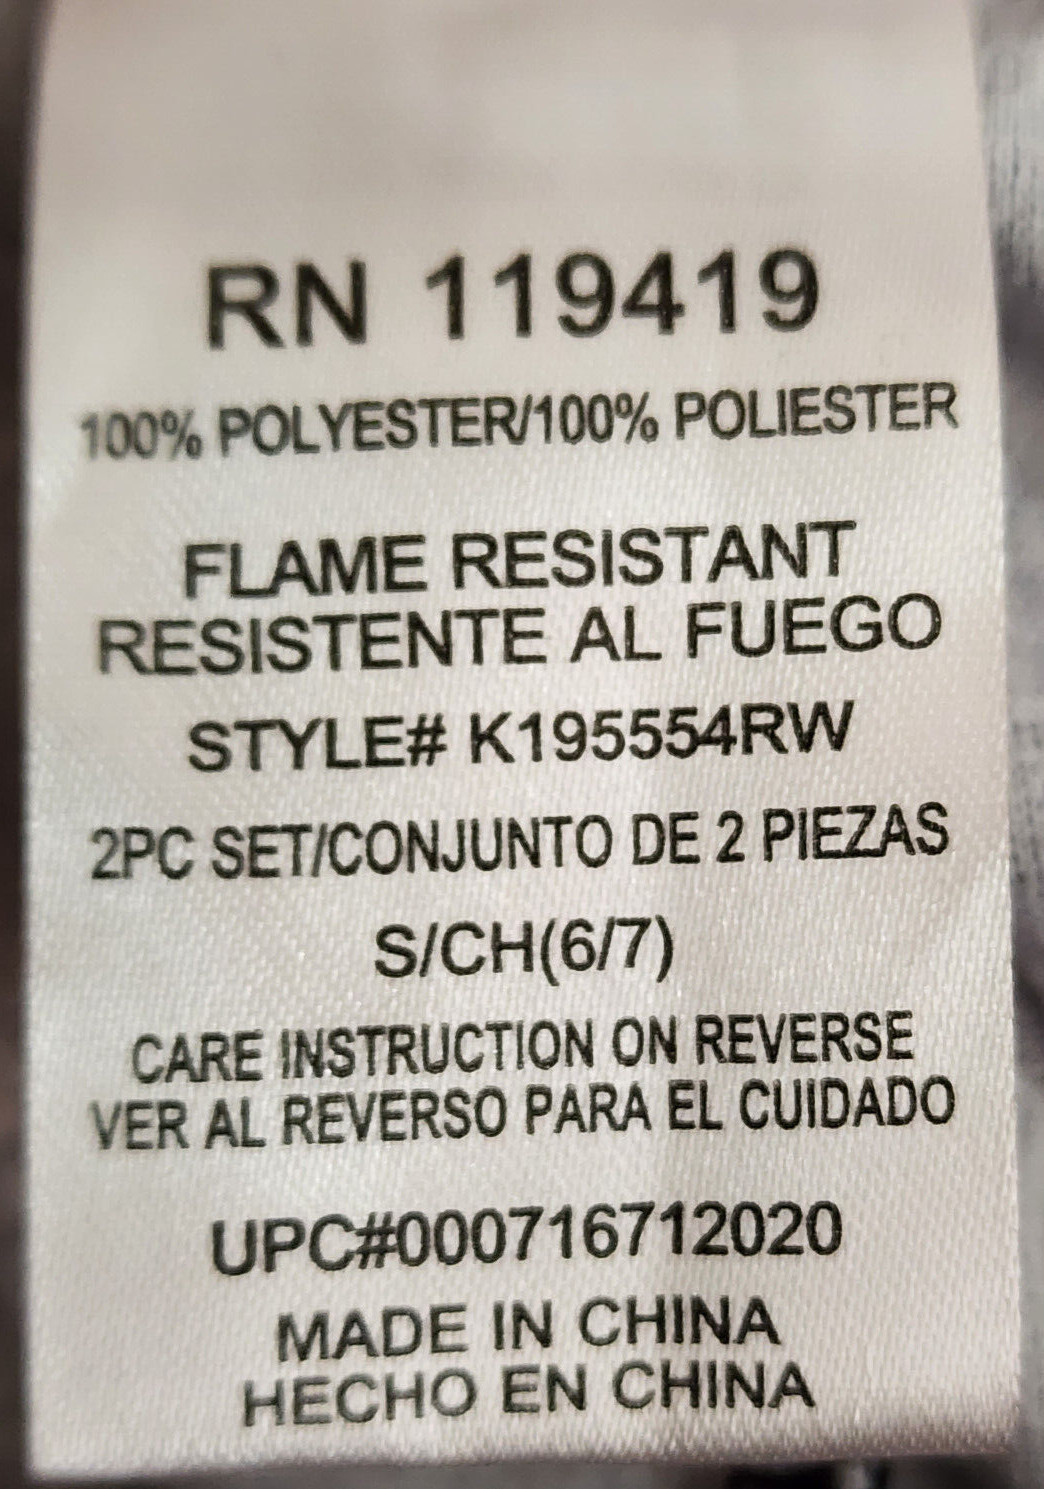 RN 119419
100% POLYESTER/100% POLIESTER
FLAME RESISTANT
RESISTENTE AL FUEGO
STYLE# K195554RW
2PC SET/CONJUNTO DE 2 PIEZAS
S/CH(6/7)
CARE INSTRUCTION ON REVERSE
VER AL REVERSO PARA EL CUIDADO
UPC#000716712020
MADE IN CHINA
HECHO EN CHINA